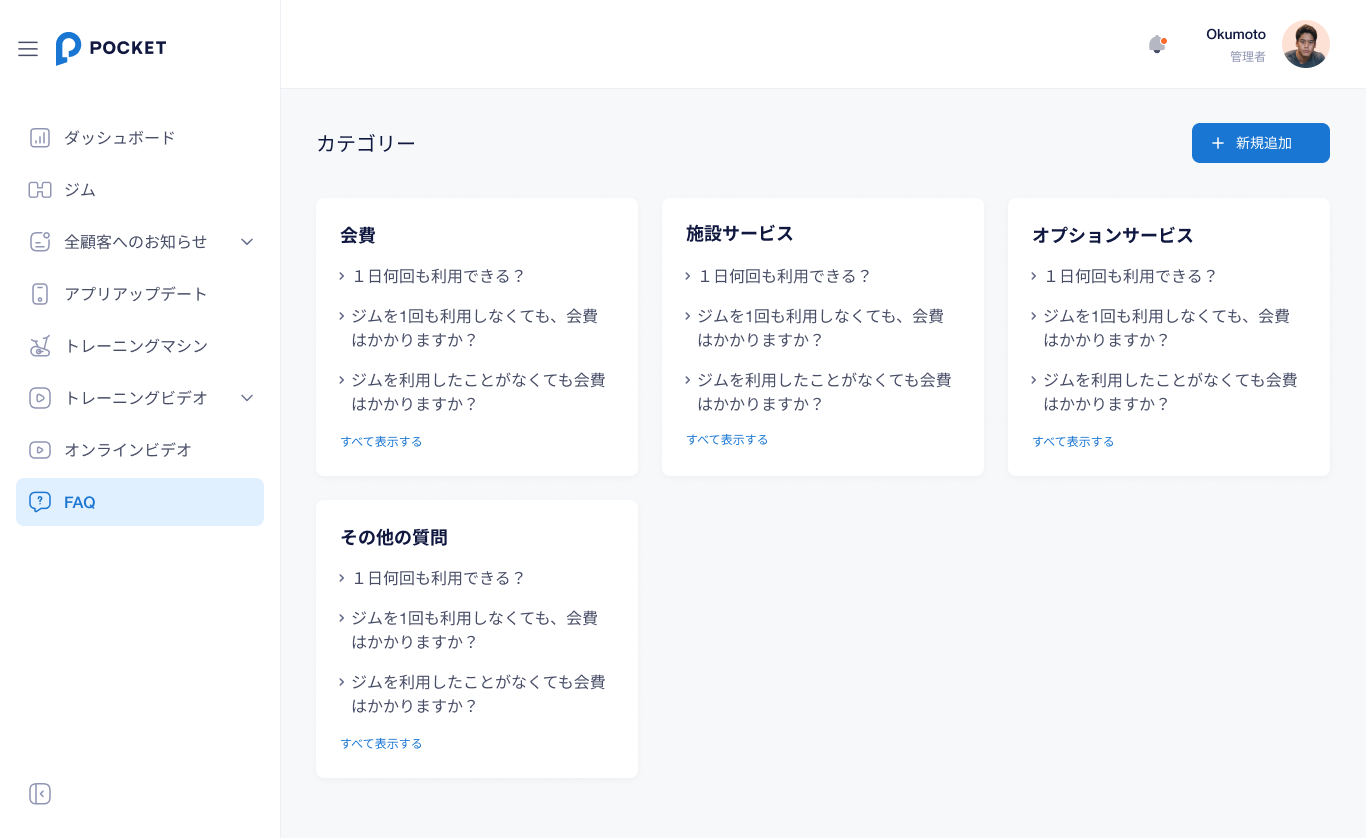 POCKET
Okumoto
管理者
ダッシュボード
ジム
全顧客へのお知らせ
アプリアップデート
トレーニングマシン
トレーニングビデオ
オンラインビデオ
FAQ
カテゴリー
新規追加
会費
１日何回も利用できる？
ジムを1回も利用しなくても、会費
はかかりますか？
ジムを利用したことがなくても会費
はかかりますか？
すべて表示する
施設サービス
１日何回も利用できる？
ジムを1回も利用しなくても、会費
はかかりますか？
ジムを利用したことがなくても会費
はかかりますか？
すべて表示する
オプションサービス
１日何回も利用できる？
ジムを1回も利用しなくても、会費
はかかりますか？
ジムを利用したことがなくても会費
はかかりますか？
すべて表示する
その他の質問
１日何回も利用できる？
ジムを1回も利用しなくても、会費
はかかりますか？
ジムを利用したことがなくても会費
はかかりますか？
すべて表示する